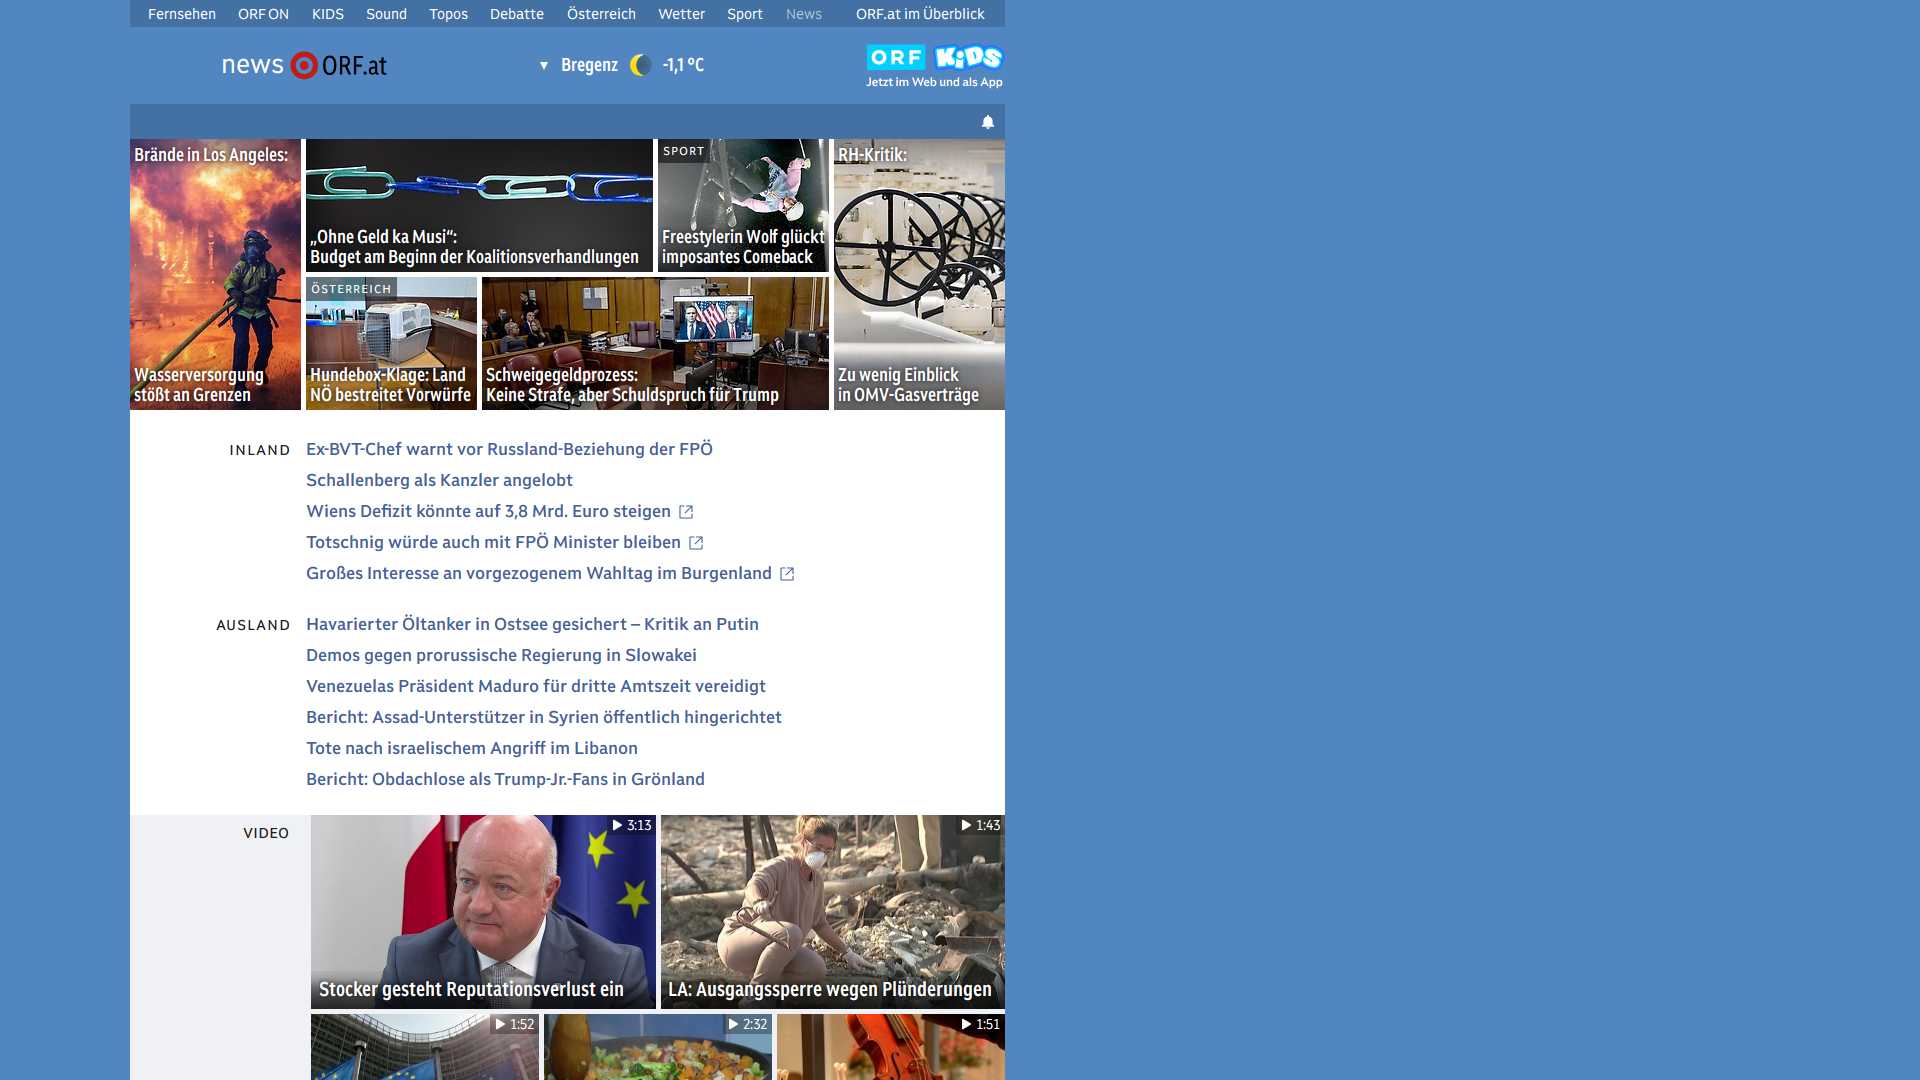 Fernsehen ORF ON KIDS Sound Topos Debatte Österreich Wetter Sport News ORF.at im Überblick
news ORF.at
Bregenz -1,1 ºC
ORF KiDS
Jetzt im Web und als App
Brände in Los Angeles:
Wasserversorgung
stößt an Grenzen
„Ohne Geld ka Musi“:
Budget am Beginn der Koalitionsverhandlungen
SPORT
Freestylerin Wolf glückt
imposantes Comeback
RH-Kritik:
Zu wenig Einblick
in OMV-Gasverträge
ÖSTERREICH
Hundebox-Klage: Land
NÖ bestreitet Vorwürfe
Schweigegeldprozess:
Keine Strafe, aber Schuldspruch für Trump
INLAND
Ex-BVT-Chef warnt vor Russland-Beziehung der FPÖ
Schallenberg als Kanzler angelobt
Wiens Defizit könnte auf 3,8 Mrd. Euro steigen
Totschnig würde auch mit FPÖ Minister bleiben
Großes Interesse an vorgezogenem Wahltag im Burgenland
AUSLAND
Havarierter Öltanker in Ostsee gesichert – Kritik an Putin
Demos gegen prorussische Regierung in Slowakei
Venezuelas Präsident Maduro für dritte Amtszeit vereidigt
Bericht: Assad-Unterstützer in Syrien öffentlich hingerichtet
Tote nach israelischem Angriff im Libanon
Bericht: Obdachlose als Trump-Jr.-Fans in Grönland
VIDEO
3:13
Stocker gesteht Reputationsverlust ein
1:43
LA: Ausgangssperre wegen Plünderungen
1:52
2:32
1:51